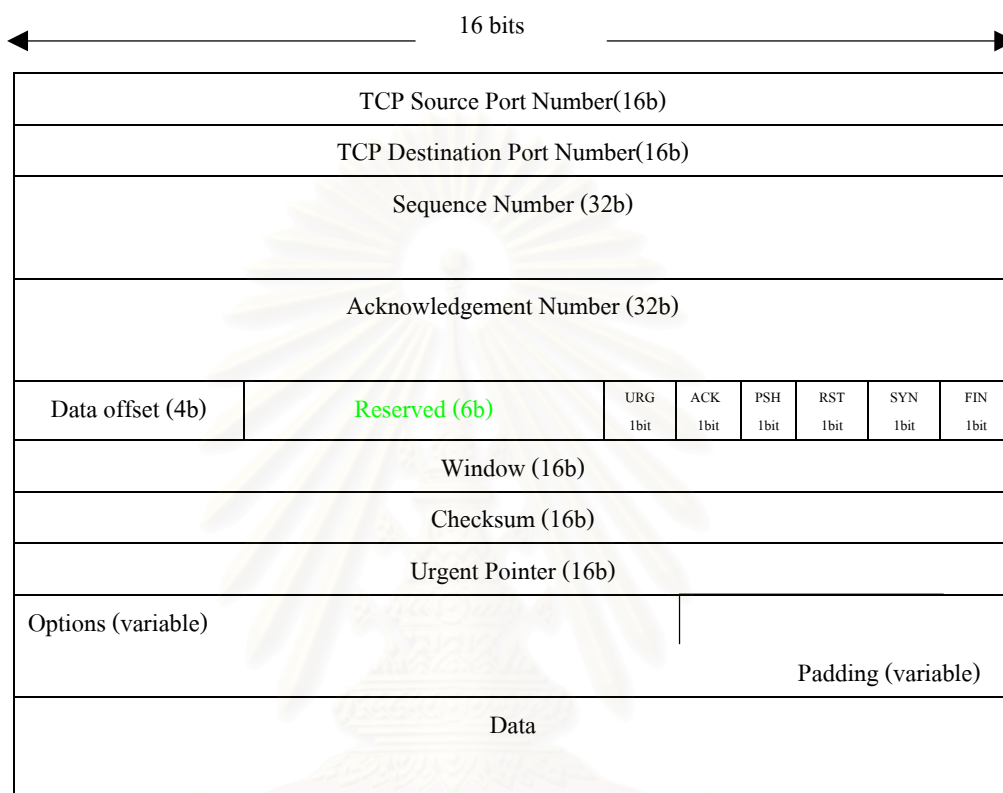 16 bits
TCP Source Port Number(16b)
TCP Destination Port Number(16b)
Sequence Number (32b)
Acknowledgement Number (32b)
Data offset (4b) Reserved (6b) URG ACK PSH RST SYN FIN
1bit 1bit 1bit 1bit 1bit 1bit
Window (16b)
Checksum (16b)
Urgent Pointer (16b)
Options (variable)
Padding (variable)
Data